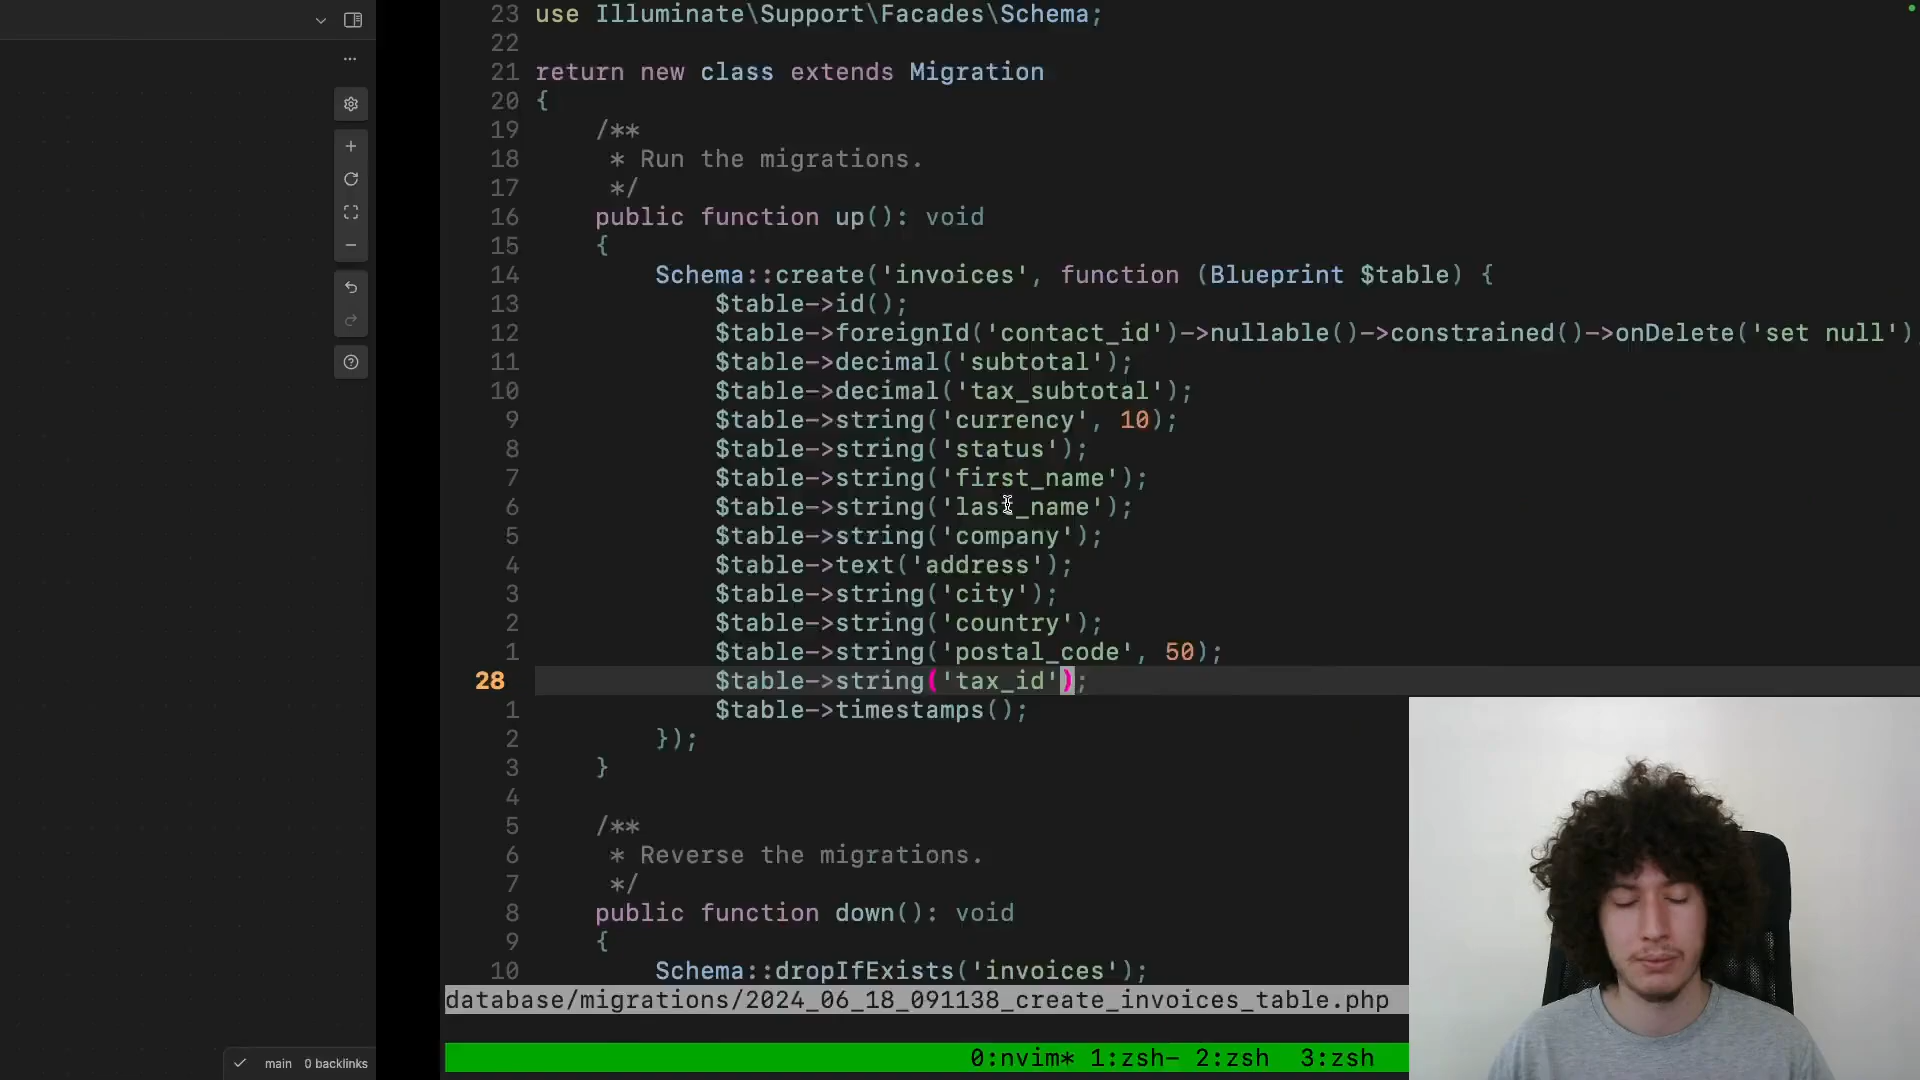 23 use Illuminate\Support\Facades\Schema;
22
21 return new class extends Migration
20 {
19 /**
18 * Run the migrations.
17 */
16 public function up(): void
15 {
14 Schema::create('invoices', function (Blueprint $table) {
13 $table->id();
12 $table->foreignId('contact_id')->nullable()->constrained()->onDelete('set null')
11 $table->decimal('subtotal');
10 $table->decimal('tax_subtotal');
9 $table->string('currency', 10);
8 $table->string('status');
7 $table->string('first_name');
6 $table->string('last_name');
5 $table->string('company');
4 $table->text('address');
3 $table->string('city');
2 $table->string('country');
1 $table->string('postal_code', 50);
28 $table->string('tax_id');
1 $table->timestamps();
2 });
3 }
4
5 /**
6 * Reverse the migrations.
7 */
8 public function down(): void
9 {
10 Schema::dropIfExists('invoices');
database/migrations/2024_06_18_091138_create_invoices_table.php
0:nvim* 1:zsh- 2:zsh 3:zsh
main 0 backlinks